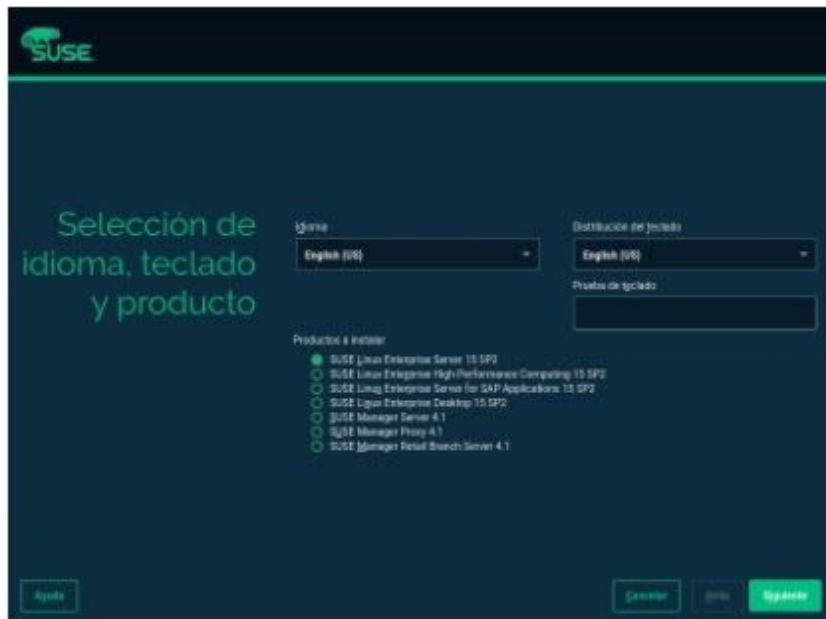 SUSE
Selección de
idioma, teclado
y producto
Idioma
English (US)
Distribución del teclado
English (US)
Prueba de teclado
Productos a instalar
SUSE Linux Enterprise Server 15 SP2
SUSE Linux Enterprise High Performance Computing 15 SP2
SUSE Linux Enterprise Server for SAP Applications 15 SP2
SUSE Linux Enterprise Desktop 15 SP2
SUSE Manager Server 4.1
SUSE Manager Proxy 4.1
SUSE Manager Retail Branch Server 4.1
Ayuda
Cancelar
Siguiente